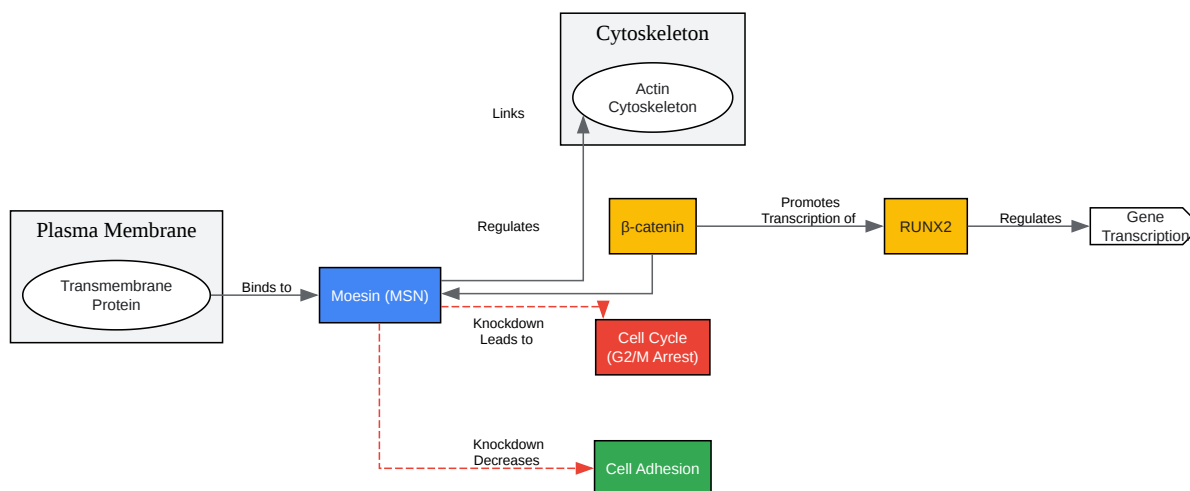 Cytoskeleton
Actin
Cytoskeleton
Links
Plasma Membrane
Transmembrane
Protein
Binds to
Moesin (MSN)
Regulates
β-catenin
Promotes
Transcription of
RUNX2
Regulates
Gene
Transcription
Knockdown
Leads to
Cell Cycle
(G2/M Arrest)
Knockdown
Decreases
Cell Adhesion